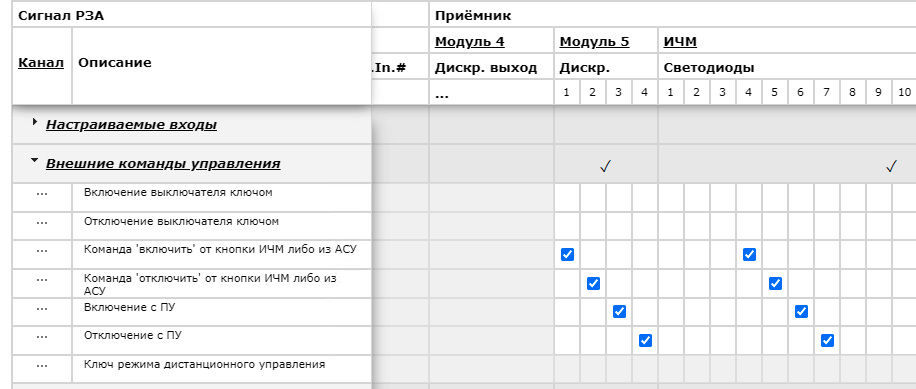 Сигнал РЗА Приёмник
Модуль 4 Модуль 5 ИЧМ
Канал Описание .In.# Дискр. выход Дискр. Светодиоды
... 1 2 3 4 1 2 3 4 5 6 7 8 9 10
Настраиваемые входы
Внешние команды управления ✓ ✓
... Включение выключателя ключом
... Отключение выключателя ключом
... Команда 'включить' от кнопки ИЧМ либо из АСУ
... Команда 'отключить' от кнопки ИЧМ либо из
АСУ
... Включение с ПУ
... Отключение с ПУ
... Ключ режима дистанционного управления